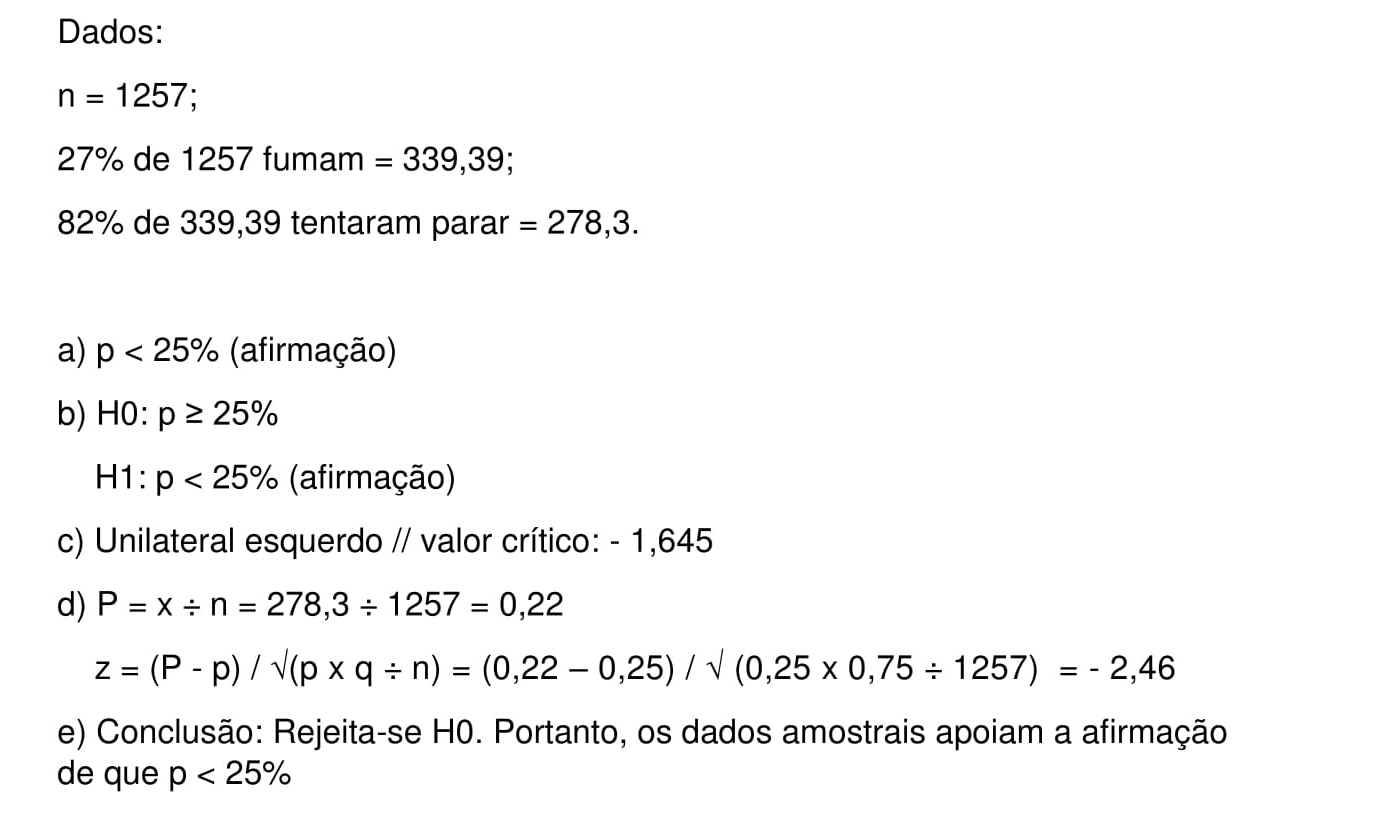 Dados:
n = 1257;
27% de 1257 fumam = 339,39;
82% de 339,39 tentaram parar = 278,3.
a) p < 25% (afirmação)
b) H0: p ≥ 25%
H1: p < 25% (afirmação)
c) Unilateral esquerdo // valor crítico: - 1,645
d) P = x ÷ n = 278,3 ÷ 1257 = 0,22
z = (P - p) / √(p x q ÷ n) = (0,22 – 0,25) / √ (0,25 x 0,75 ÷ 1257) = - 2,46
e) Conclusão: Rejeita-se H0. Portanto, os dados amostrais apoiam a afirmação
de que p < 25%